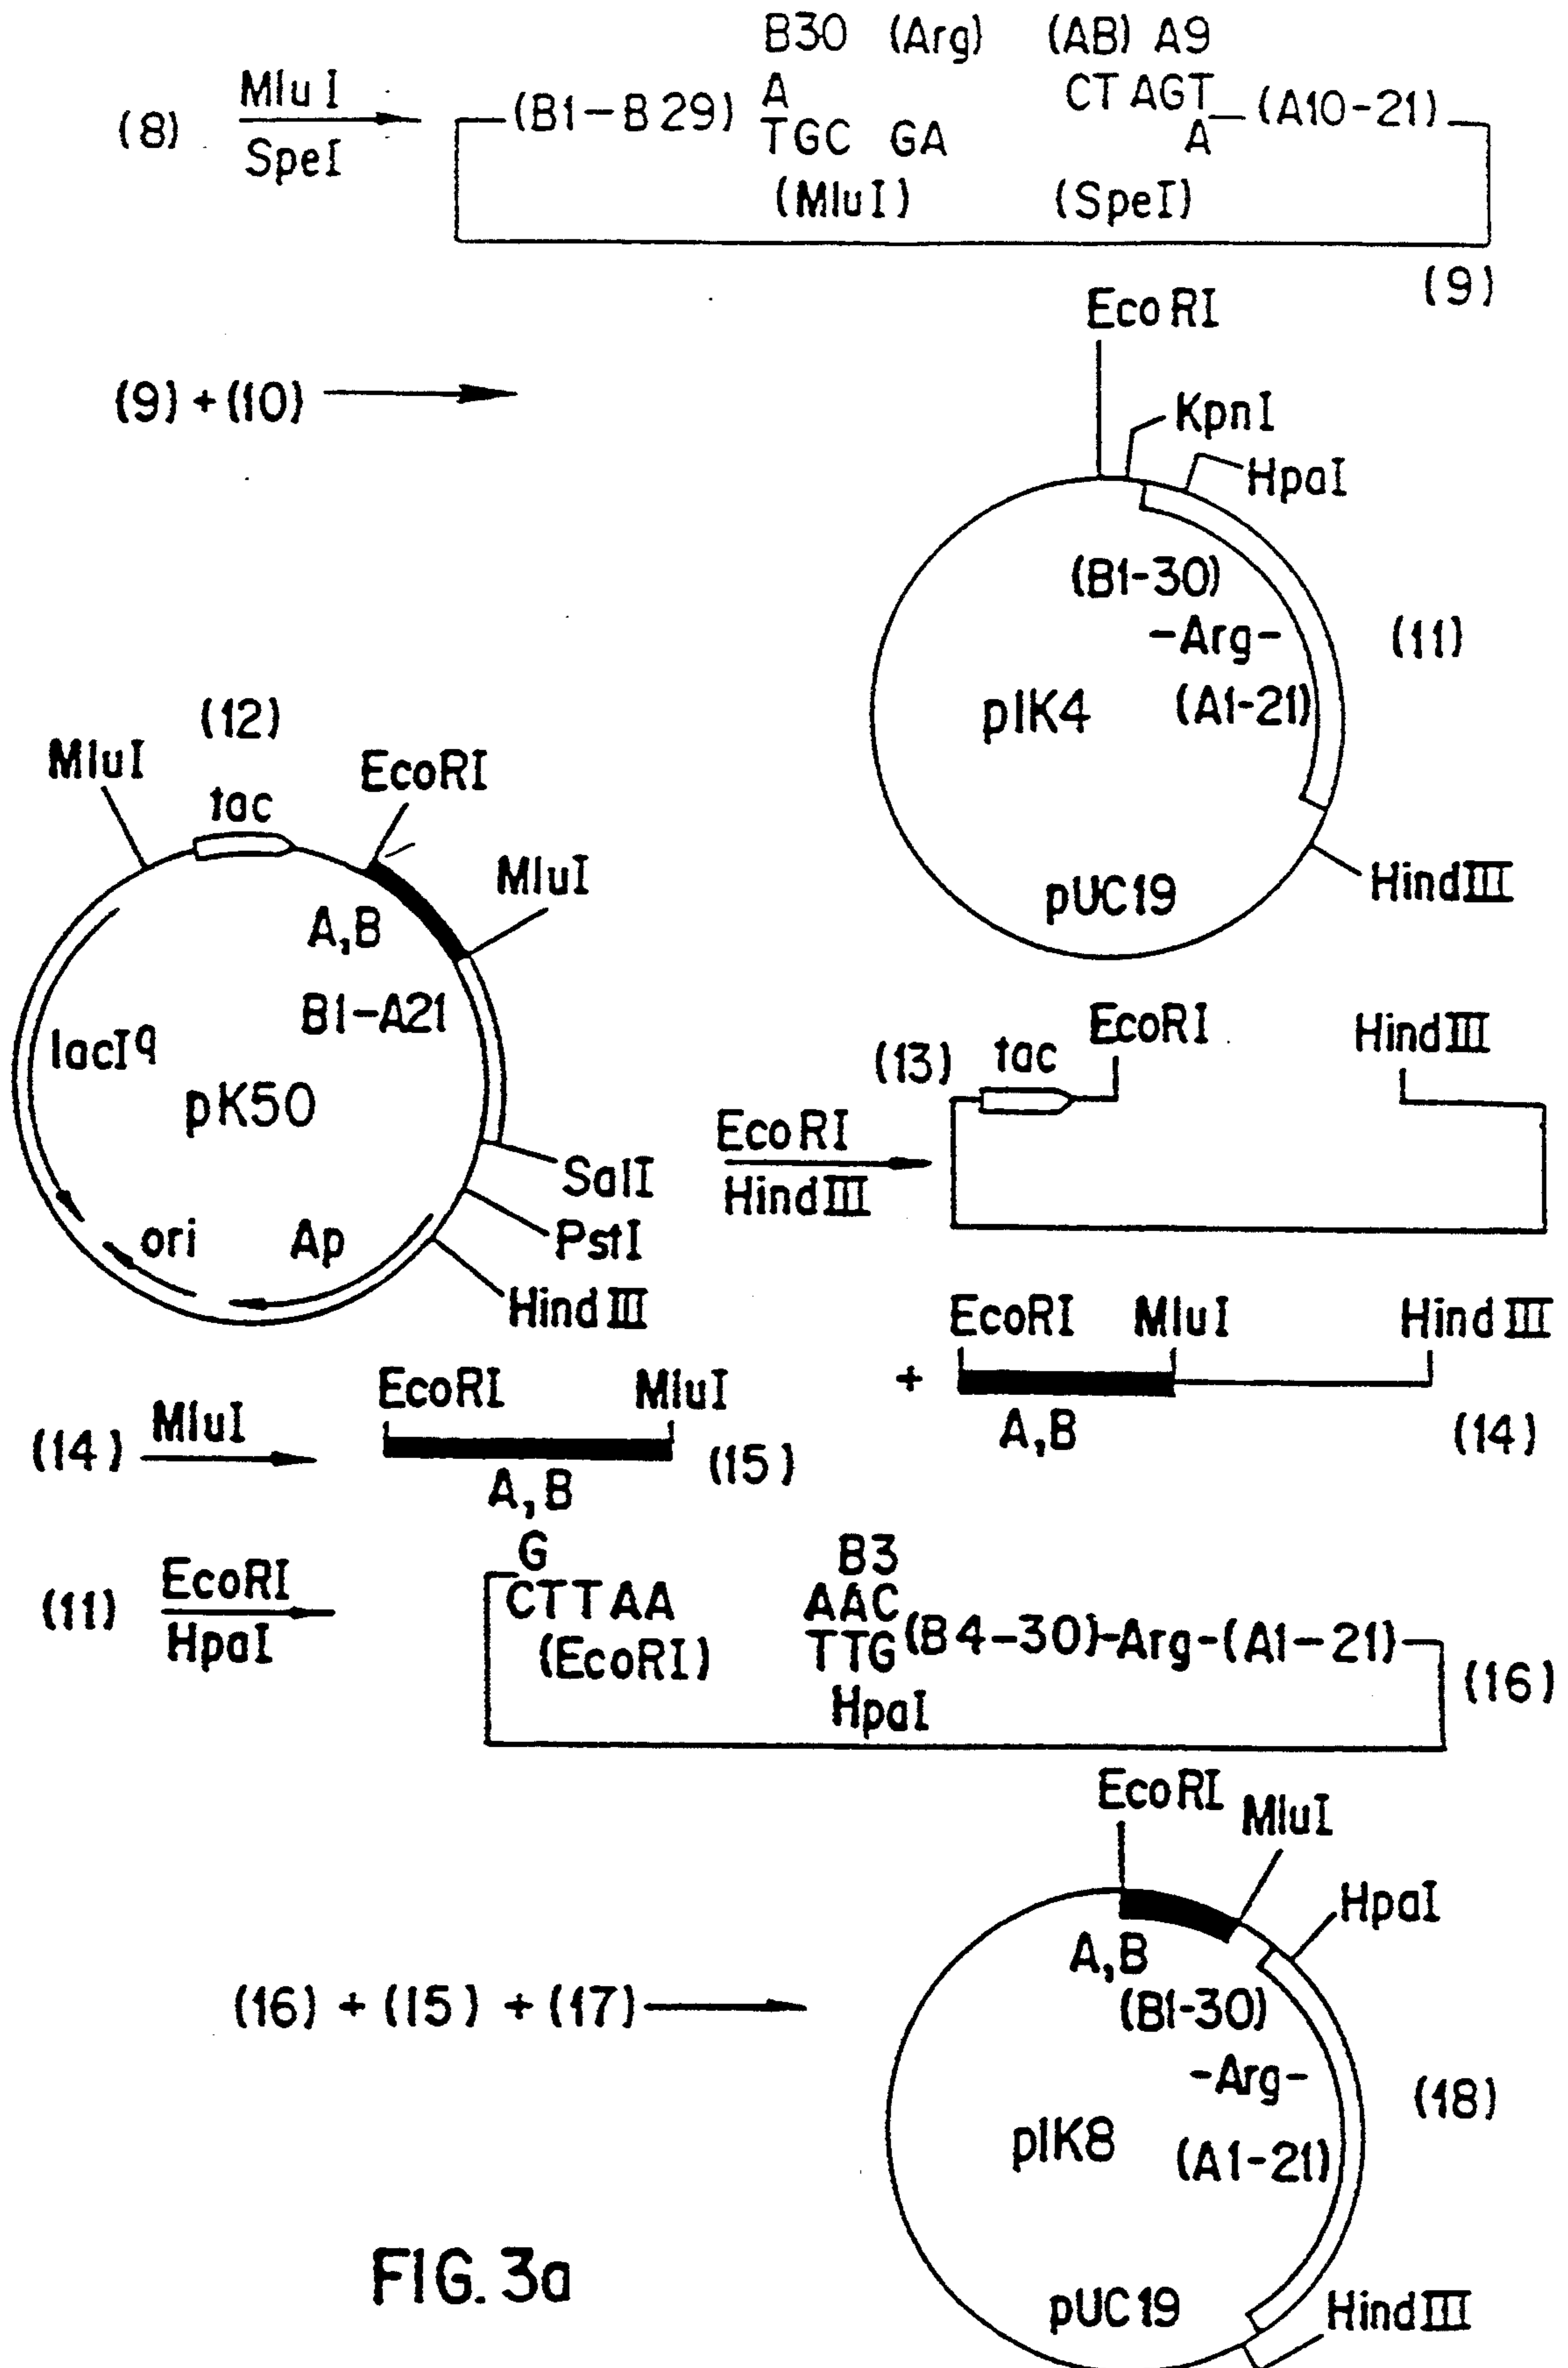 B30 (Arg) (AB) A9
(8) MluI SpeI
(B1-B29) A CT AGT (A10-21)
TGC GA A
(MluI) (SpeI)
(9)
(9)+(10)
EcoRI
KpnI
HpaI
(B1-30)
-Arg-
(A1-21)
pIK4
(11)
pUC19
HindIII
(12)
MluI
tac
EcoRI
MluI
A,B
B1-A21
lacIq
pK50
SalI
PstI
ori
Ap
HindIII
EcoRI
HindIII
(13)
tac
EcoRI
HindIII
+
EcoRI MluI HindIII
A,B
(14)
(14) MluI
EcoRI MluI
A,B
(15)
(11) EcoRI
HpaI
G B3
CTTAA AAC
(EcoRI) TTG (B4-30)-Arg-(A1-21)
HpaI
(16)
(16) + (15) + (17)
EcoRI
MluI
HpaI
A,B
(B1-30)
-Arg-
(A1-21)
pIK8
(18)
pUC19
HindIII
FIG. 3a